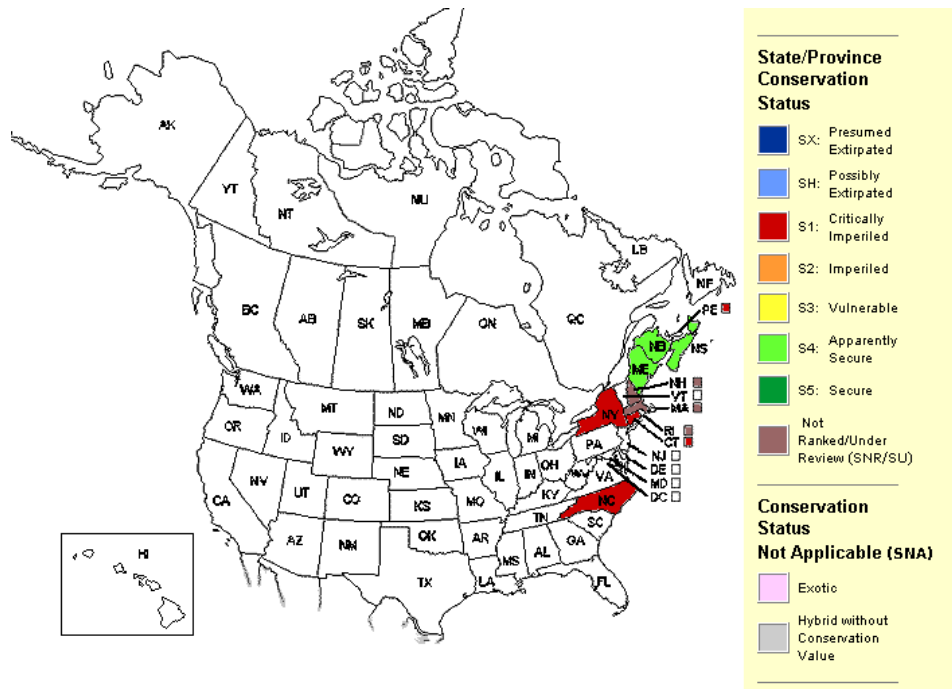 AK
YT
NT
NU
LB
NF
BC
AB
SK
MB
ON
QC
PE
NB
NS
ME
NH
VT
MA
RI
CT
NJ
DE
MD
DC
WA
MT
ND
MN
OR
ID
WY
SD
WI
MI
NY
PA
NV
UT
CO
NE
IA
IL
IN
OH
WV
VA
CA
KS
MO
KY
NC
TN
AZ
NM
OK
AR
SC
MS
AL
GA
TX
LA
FL
HI
State/Province
Conservation
Status
SX: Presumed
Extirpated
SH: Possibly
Extirpated
S1: Critically
Imperiled
S2: Imperiled
S3: Vulnerable
S4: Apparently
Secure
S5: Secure
Not
Ranked/Under
Review (SNR/SU)
Conservation
Status
Not Applicable (SNA)
Exotic
Hybrid without
Conservation
Value